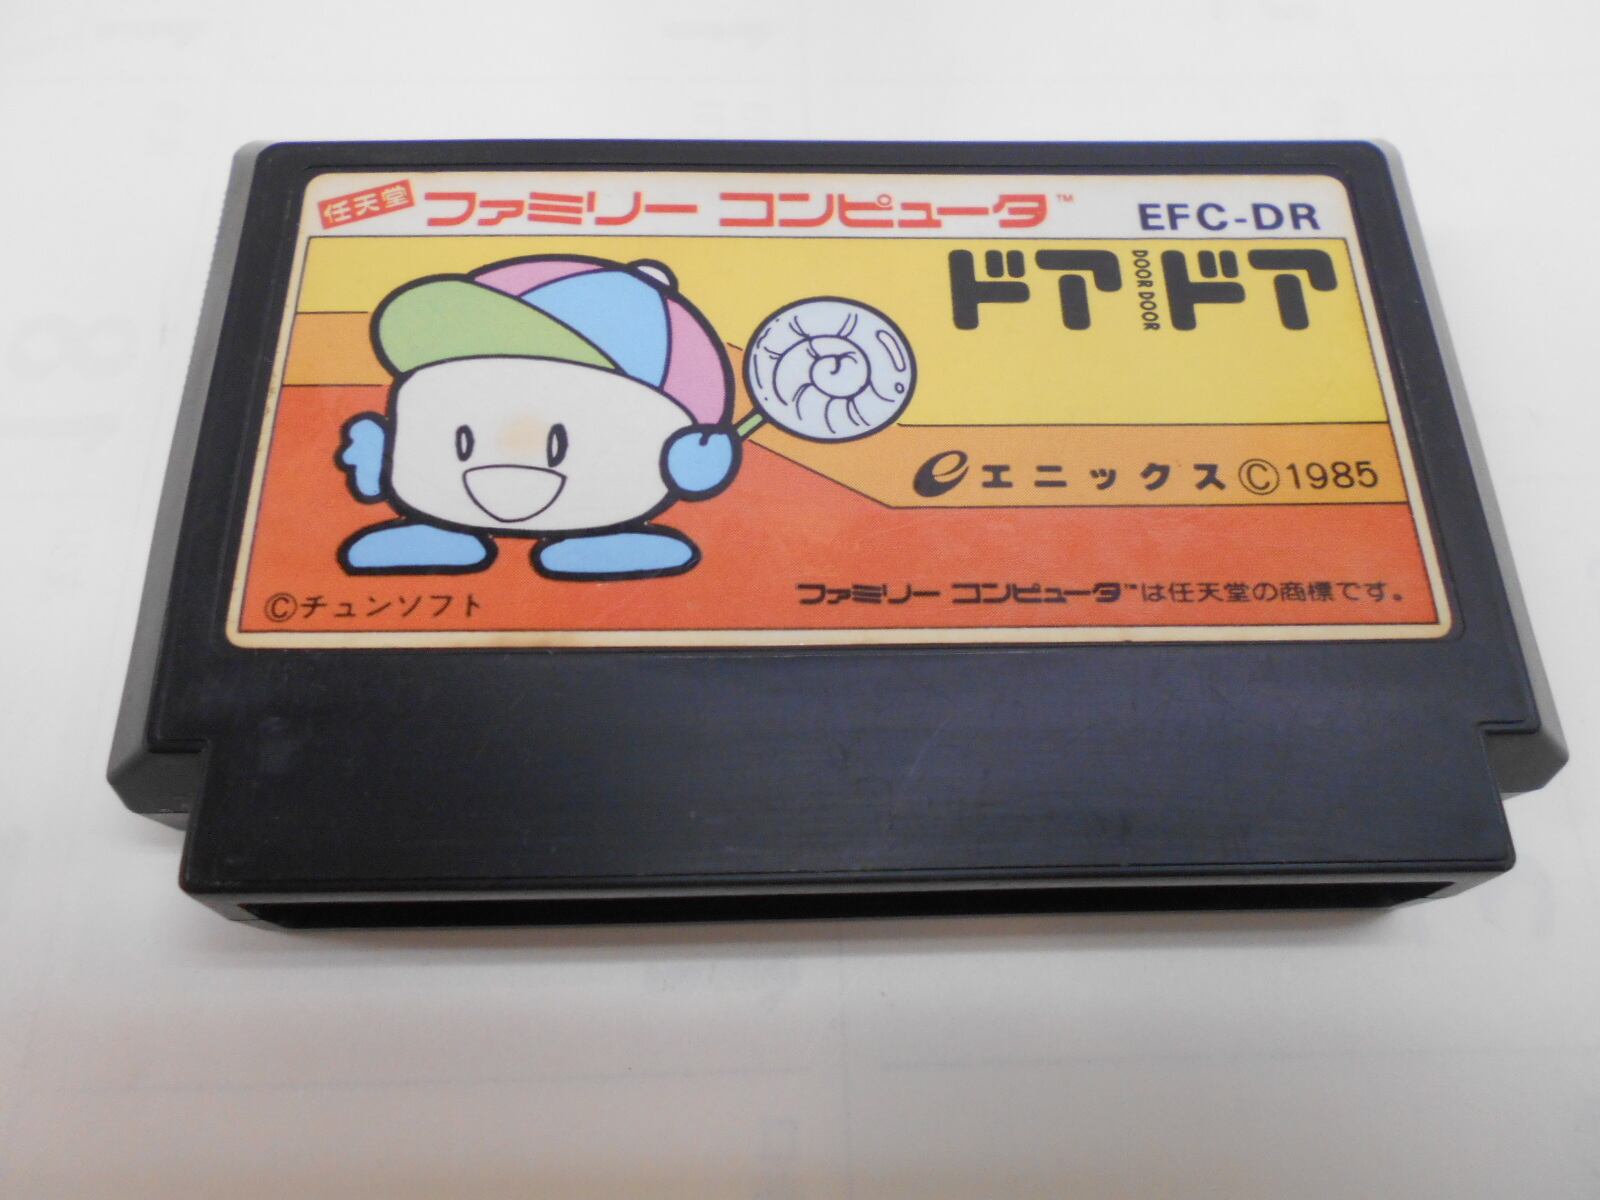 任天堂 ファミリー コンピュータ™ EFC-DR
ドアドア
DOOR DOOR
e エニックス ©1985
©チュンソフト
ファミリー コンピュータ™は任天堂の商標です。